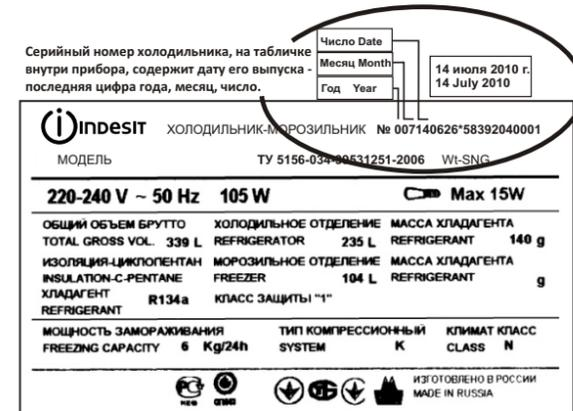 Серийный номер холодильника, на табличке
внутри прибора, содержит дату его выпуска -
последняя цифра года, месяц, число.
Число Date
Месяц Month
Год Year
14 июля 2010 г.
14 July 2010
INDESIT ХОЛОДИЛЬНИК-МОРОЗИЛЬНИК № 007140626*58392040001
МОДЕЛЬ ТУ 5156-034-39531251-2006 Wt-SNG
220-240 V ~ 50 Hz 105 W Max 15W
ОБЩИЙ ОБЪЕМ БРУТТО ХОЛОДИЛЬНОЕ ОТДЕЛЕНИЕ МАССА ХЛАДАГЕНТА
TOTAL GROSS VOL. 339 L REFRIGERATOR 235 L REFRIGERANT 140 g
ИЗОЛЯЦИЯ-ЦИКЛОПЕНТАН МОРОЗИЛЬНОЕ ОТДЕЛЕНИЕ МАССА ХЛАДАГЕНТА
INSULATION-C-PENTANE FREEZER 104 L REFRIGERANT g
ХЛАДАГЕНТ R134a КЛАСС ЗАЩИТЫ "1"
REFRIGERANT
МОЩНОСТЬ ЗАМОРАЖИВАНИЯ ТИП КОМПРЕССИОННЫЙ КЛИМАТ КЛАСС
FREEZING CAPACITY 6 Kg/24h SYSTEM K CLASS N
ИЗГОТОВЛЕНО В РОССИИ
MADE IN RUSSIA